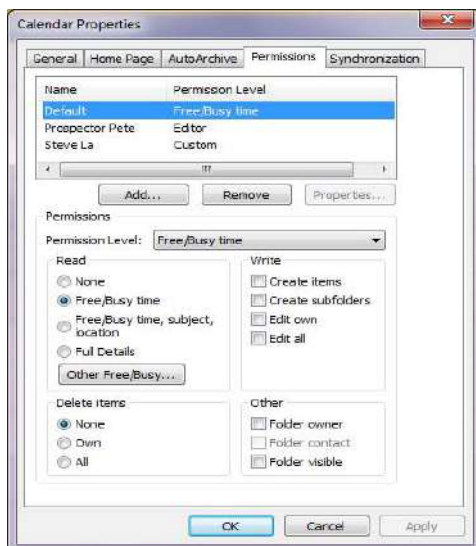 Calendar Properties
General Home Page AutoArchive Permissions Synchronization
Name Permission Level
Default Free/Busy time
Prospector Pete Editor
Steve La Custom
Add... Remove Properties...
Permissions
Permission Level: Free/Busy time
Read
None
Free/Busy time
Free/Busy time, subject,
location
Full Details
Other Free/Busy...
Write
Create items
Create subfolders
Edit own
Edit all
Delete items
None
Own
All
Other
Folder owner
Folder contact
Folder visible
OK Cancel Apply